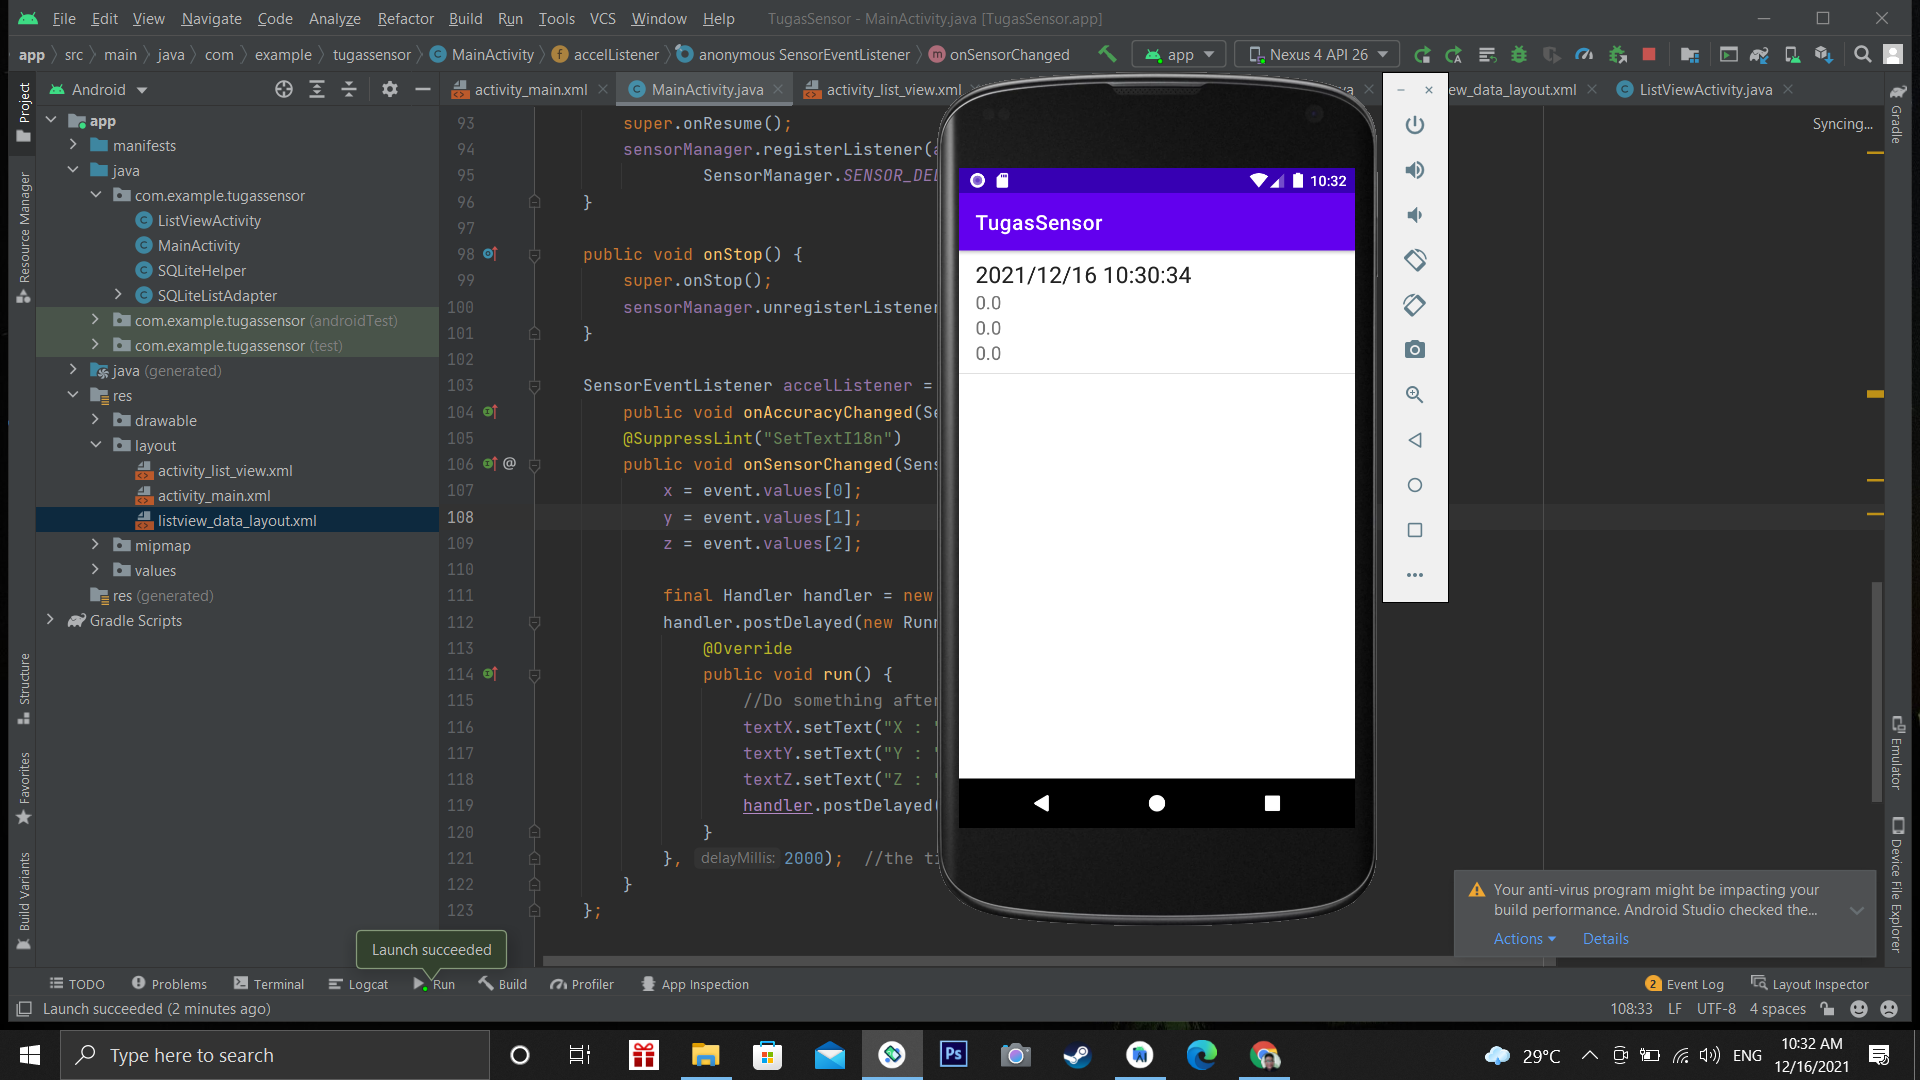 File Edit View Navigate Code Analyze Refactor Build Run Tools VCS Window Help TugasSensor - MainActivity.java [TugasSensor.app]
app src main java com example tugassensor MainActivity accelListener anonymous SensorEventListener onSensorChanged app Nexus 4 API 26
Android
activity_main.xml MainActivity.java activity_list_view.xml ew_data_layout.xml ListViewActivity.java
Syncing...
Project
Resource Manager
Structure
Favorites
Build Variants
app
manifests
java
com.example.tugassensor
ListViewActivity
MainActivity
SQLiteHelper
SQLiteListAdapter
com.example.tugassensor (androidTest)
com.example.tugassensor (test)
java (generated)
res
drawable
layout
activity_list_view.xml
activity_main.xml
listview_data_layout.xml
mipmap
values
res (generated)
Gradle Scripts
93 super.onResume();
94 sensorManager.registerListener(
95 SensorManager.SENSOR_DEL
96 }
97
98 public void onStop() {
99 super.onStop();
100 sensorManager.unregisterListener
101 }
102
103 SensorEventListener accelListener =
104 public void onAccuracyChanged(Se
105 @SuppressLint("SetTextI18n")
106 @ public void onSensorChanged(Sens
107 x = event.values[0];
108 y = event.values[1];
109 z = event.values[2];
110
111 final Handler handler = new
112 handler.postDelayed(new Runn
113 @Override
114 public void run() {
115 //Do something after
116 textX.setText("X : "
117 textY.setText("Y : "
118 textZ.setText("Z : "
119 handler.postDelayed(
120 }
121 }, delayMillis: 2000); //the ti
122 }
123 };
10:32
TugasSensor
2021/12/16 10:30:34
0.0
0.0
0.0
Gradle
Emulator
Device File Explorer
Your anti-virus program might be impacting your
build performance. Android Studio checked the...
Actions Details
Launch succeeded
TODO Problems Terminal Logcat Run Build Profiler App Inspection 2 Event Log Layout Inspector
Launch succeeded (2 minutes ago) 108:33 LF UTF-8 4 spaces
Type here to search
Ps
29°C ENG
10:32 AM
12/16/2021